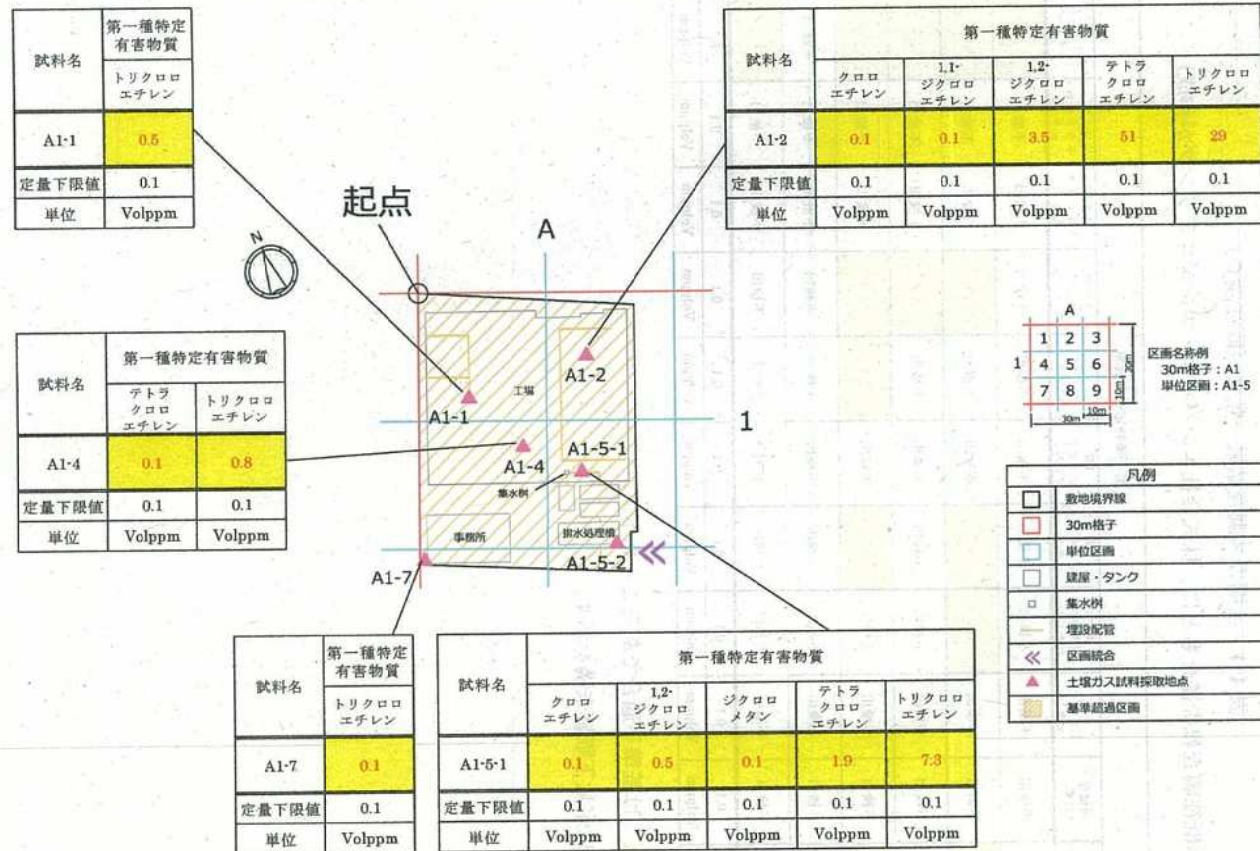 試料名
第一種特定
有害物質
トリクロロ
エチレン
A1-1
0.5
定量下限値
0.1
単位
Volppm
試料名
第一種特定有害物質
クロロ
エチレン
1,1-
ジクロロ
エチレン
1,2-
ジクロロ
エチレン
テトラ
クロロ
エチレン
トリクロロ
エチレン
A1-2
0.1
0.1
3.5
51
29
定量下限値
0.1
0.1
0.1
0.1
0.1
単位
Volppm
Volppm
Volppm
Volppm
Volppm
起点
A
N
試料名
第一種特定有害物質
テトラ
クロロ
エチレン
トリクロロ
エチレン
A1-4
0.1
0.8
定量下限値
0.1
0.1
単位
Volppm
Volppm
A1-2
工場
A1-1
1
A1-5-1
A1-4
集水桝
事務所
排水処理槽
A1-5-2
A1-7
A
1 2 3
1
4 5 6
7 8 9
30m
10m
10m
30m
区画名称例
30m格子:A1
単位区画:A1-5
凡例
敷地境界線
30m格子
単位区画
建屋・タンク
集水桝
埋設配管
区画統合
土壌ガス試料採取地点
基準超過区画
試料名
第一種特定
有害物質
トリクロロ
エチレン
A1-7
0.1
定量下限値
0.1
単位
Volppm
試料名
第一種特定有害物質
クロロ
エチレン
1,2-
ジクロロ
エチレン
ジクロロ
メタン
テトラ
クロロ
エチレン
トリクロロ
エチレン
A1-5-1
0.1
0.5
0.1
1.9
7.3
定量下限値
0.1
0.1
0.1
0.1
0.1
単位
Volppm
Volppm
Volppm
Volppm
Volppm